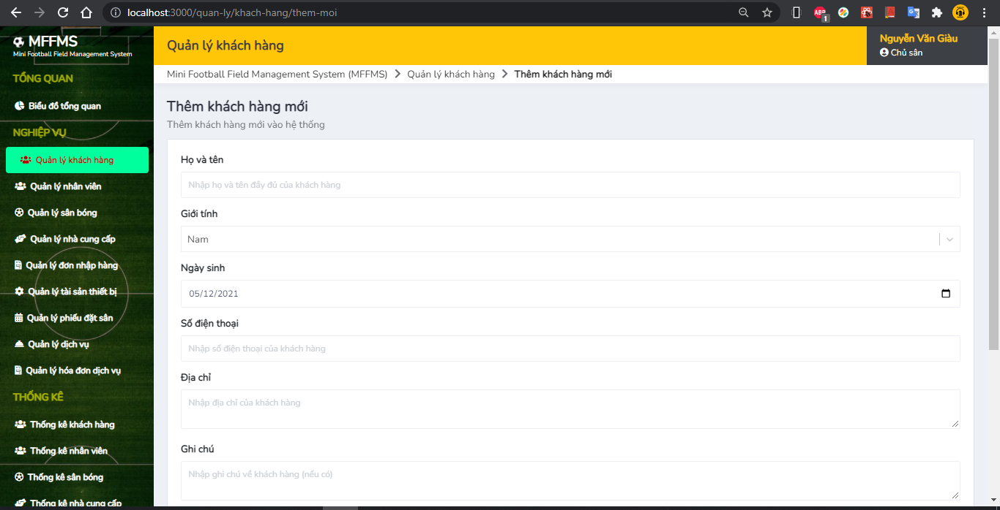 localhost:3000/quan-ly/khach-hang/them-moi
ABP
1
MFFMS
Mini Football Field Management System
TỔNG QUAN
Biểu đồ tổng quan
NGHIỆP VỤ
Quản lý khách hàng
Quản lý nhân viên
Quản lý sân bóng
Quản lý nhà cung cấp
Quản lý đơn nhập hàng
Quản lý tài sản thiết bị
Quản lý phiếu đặt sân
Quản lý dịch vụ
Quản lý hóa đơn dịch vụ
THỐNG KÊ
Thống kê khách hàng
Thống kê nhân viên
Thống kê sân bóng
Thống kê nhà cung cấp
Quản lý khách hàng
Nguyễn Văn Giàu
Chủ sân
Mini Football Field Management System (MFFMS) > Quản lý khách hàng > Thêm khách hàng mới
Thêm khách hàng mới
Thêm khách hàng mới vào hệ thống
Họ và tên
Nhập họ và tên đầy đủ của khách hàng
Giới tính
Nam
Ngày sinh
05/12/2021
Số điện thoại
Nhập số điện thoại của khách hàng
Địa chỉ
Nhập địa chỉ của khách hàng
Ghi chú
Nhập ghi chú về khách hàng (nếu có)